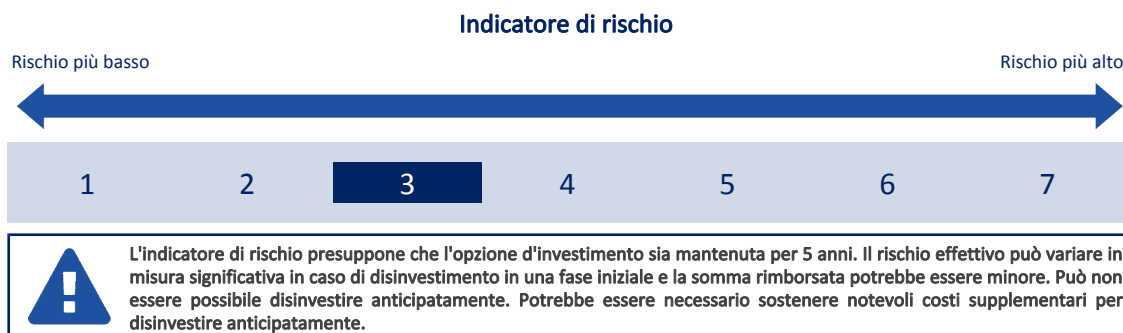 Indicatore di rischio
Rischio più basso
Rischio più alto
1 2 3 4 5 6 7
L'indicatore di rischio presuppone che l'opzione d'investimento sia mantenuta per 5 anni. Il rischio effettivo può variare in
misura significativa in caso di disinvestimento in una fase iniziale e la somma rimborsata potrebbe essere minore. Può non
essere possibile disinvestire anticipatamente. Potrebbe essere necessario sostenere notevoli costi supplementari per
disinvestire anticipatamente.